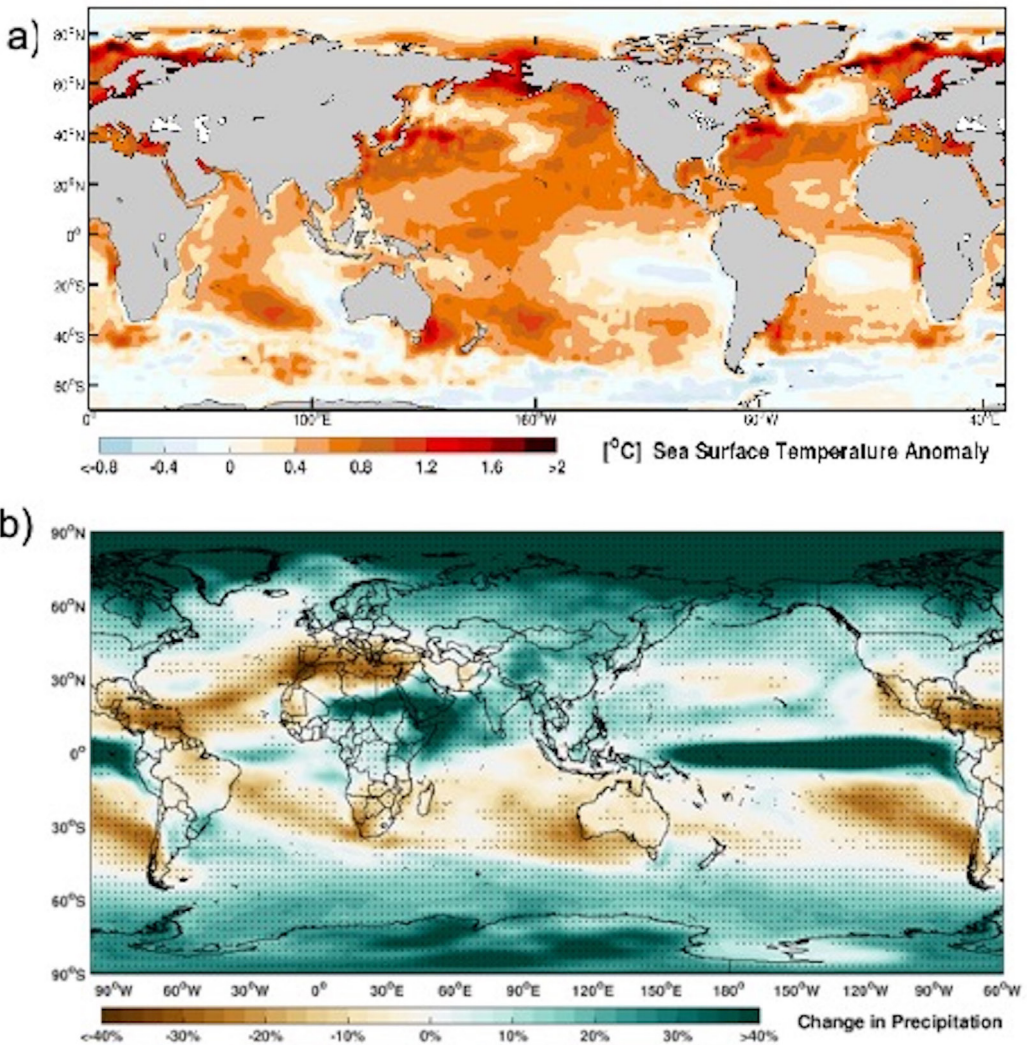 a)
80°N
60°N
40°N
20°N
0°
20°S
40°S
60°S
0° 100°E 160°W 60°W 40°E
<-0.8 -0.4 0 0.4 0.8 1.2 1.6 >2
[°C] Sea Surface Temperature Anomaly
b)
90°N
60°N
30°N
0°
30°S
60°S
90°S
90°W 60°W 30°W 0° 30°E 60°E 90°E 120°E 150°E 180° 150°W 120°W 90°W 60°W
<-40% -30% -20% -10% 0% 10% 20% 30% >40%
Change in Precipitation